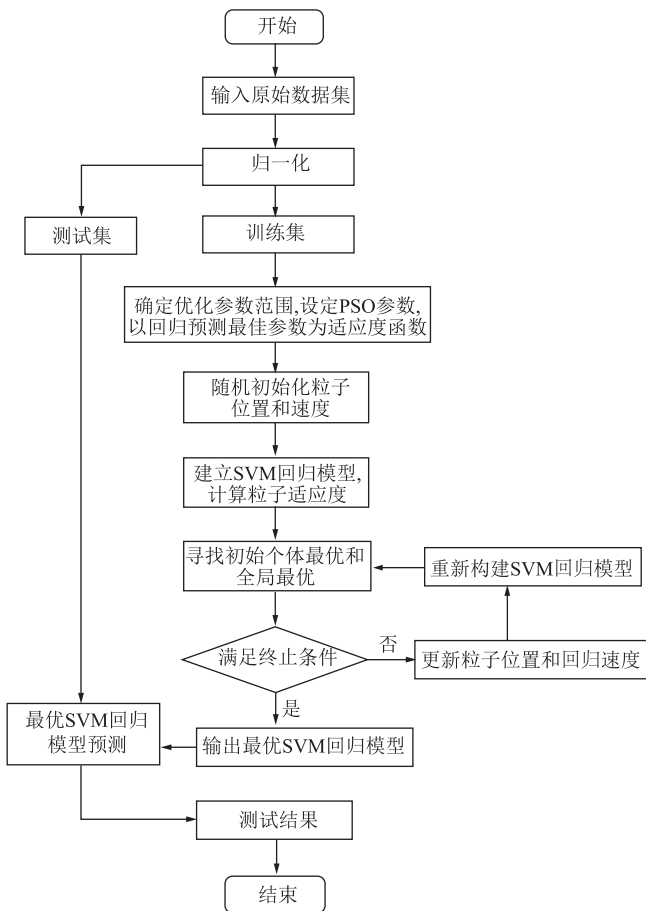 开始
输入原始数据集
归一化
测试集
训练集
确定优化参数范围,设定PSO参数,
以回归预测最佳参数为适应度函数
随机初始化粒子
位置和速度
建立SVM回归模型,
计算粒子适应度
寻找初始个体最优和
全局最优
重新构建SVM回归模型
满足终止条件
否
更新粒子位置和回归速度
是
最优SVM回归
模型预测
输出最优SVM回归模型
测试结果
结束